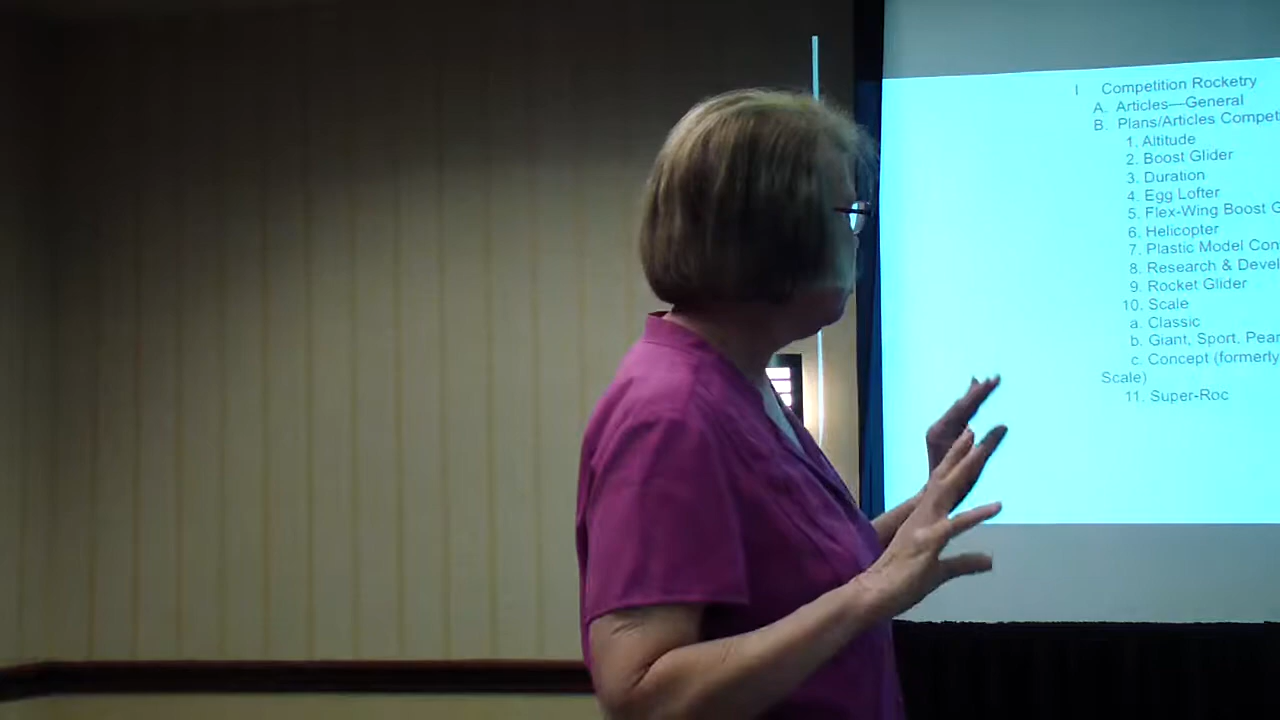 I Competition Rocketry
A. Articles—General
B. Plans/Articles Compet
1. Altitude
2. Boost Glider
3. Duration
4. Egg Lofter
5. Flex-Wing Boost G
6. Helicopter
7. Plastic Model Con
8. Research & Devel
9. Rocket Glider
10. Scale
a. Classic
b. Giant, Sport, Pean
c. Concept (formerly
Scale)
11. Super-Roc